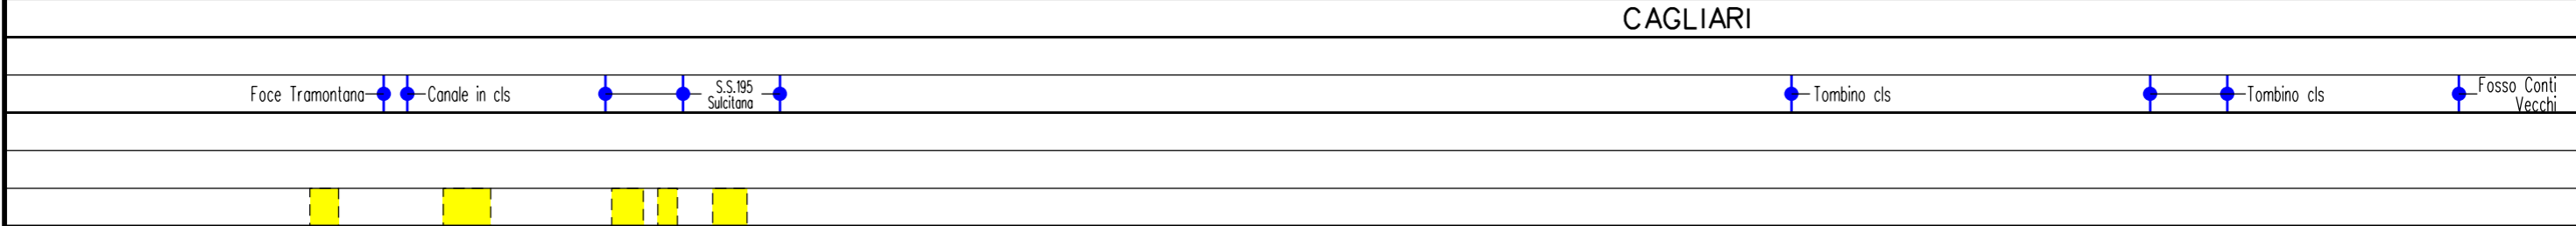 CAGLIARI
Foce Tramontana
Canale in cls
S.S.195
Sulcitana
Tombino cls
Tombino cls
Fosso Conti
Vecchi